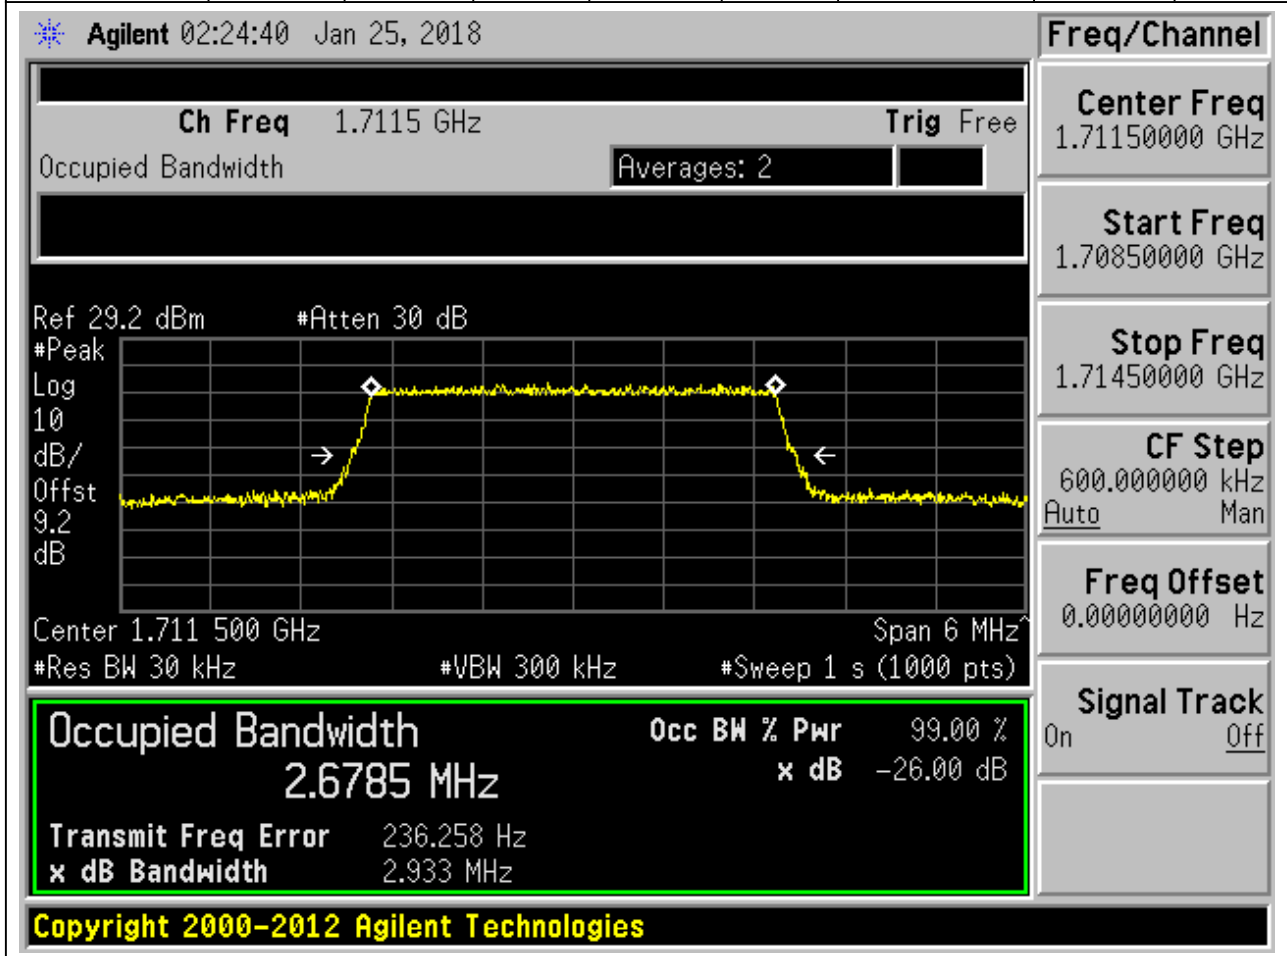 Agilent 02:24:40 Jan 25, 2018
Freq/Channel
Ch Freq 1.7115 GHz Trig Free
Occupied Bandwidth Averages: 2
Center Freq
1.71150000 GHz
Start Freq
1.70850000 GHz
Stop Freq
1.71450000 GHz
CF Step
600.000000 kHz
Auto Man
Freq Offset
0.00000000 Hz
Signal Track
On Off
Ref 29.2 dBm #Atten 30 dB
#Peak
Log
10
dB/
Offst
9.2
dB
Center 1.711 500 GHz Span 6 MHz^
#Res BW 30 kHz #VBW 300 kHz #Sweep 1 s (1000 pts)
Occupied Bandwidth Occ BW % Pwr 99.00 %
2.6785 MHz x dB -26.00 dB
Transmit Freq Error 236.258 Hz
x dB Bandwidth 2.933 MHz
Copyright 2000-2012 Agilent Technologies